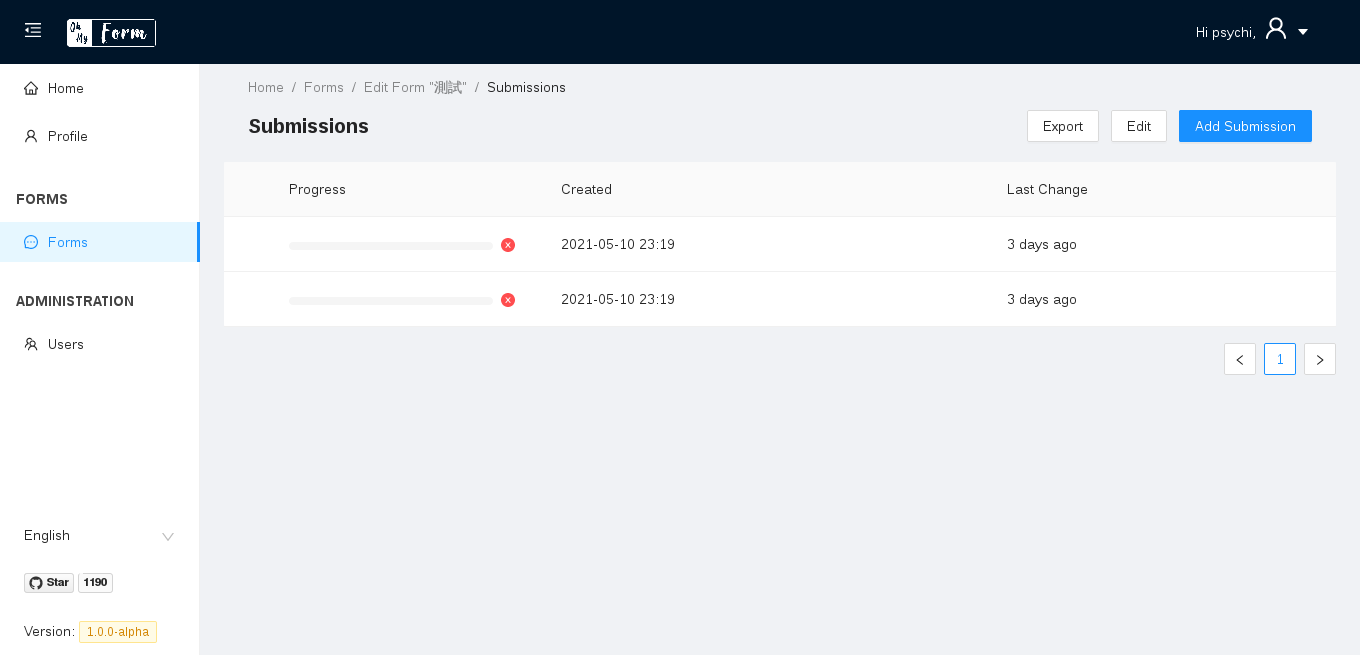 Oh My Form
Hi psychi,
Home
Profile
FORMS
Forms
ADMINISTRATION
Users
English
Star 1190
Version: 1.0.0-alpha
Home / Forms / Edit Form "測試" / Submissions
Submissions
Export Edit Add Submission
Progress Created Last Change
2021-05-10 23:19 3 days ago
2021-05-10 23:19 3 days ago
1